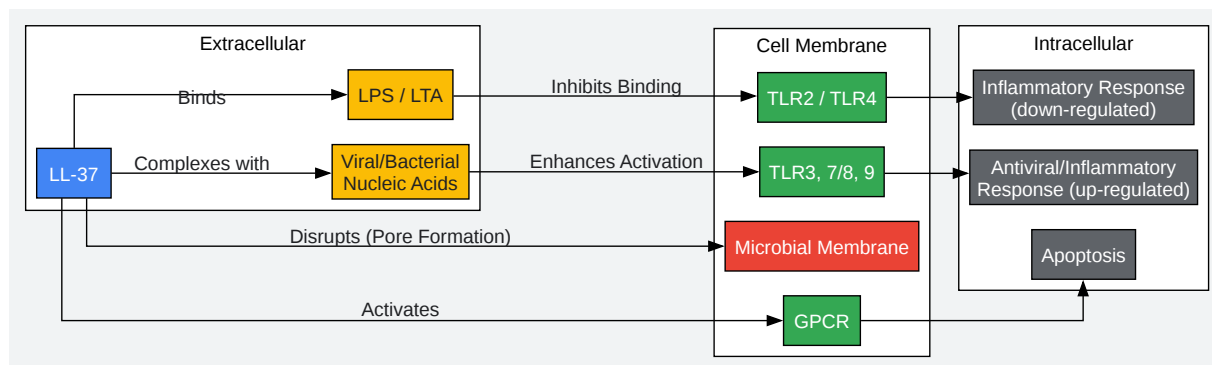 Extracellular
Cell Membrane
Intracellular
Binds
LPS / LTA
Inhibits Binding
TLR2 / TLR4
Inflammatory Response
(down-regulated)
LL-37
Complexes with
Viral/Bacterial
Nucleic Acids
Enhances Activation
TLR3, 7/8, 9
Antiviral/Inflammatory
Response (up-regulated)
Disrupts (Pore Formation)
Microbial Membrane
Apoptosis
Activates
GPCR